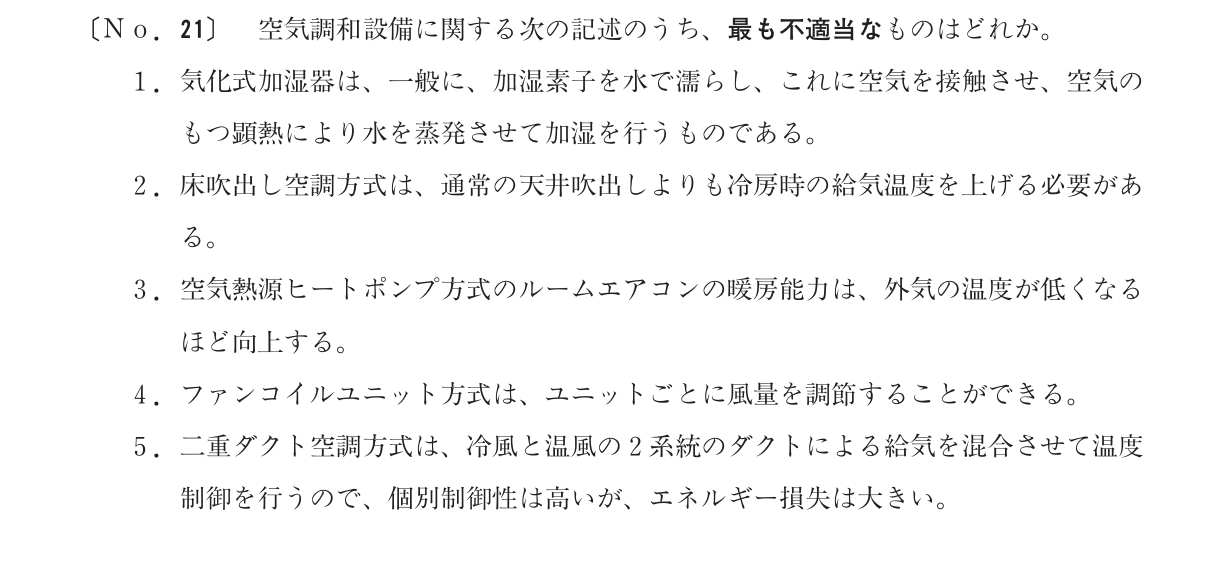 〔Ｎｏ．21〕　空気調和設備に関する次の記述のうち、最も不適当なものはどれか。
１．気化式加湿器は、一般に、加湿素子を水で濡らし、これに空気を接触させ、空気の
もつ顕熱により水を蒸発させて加湿を行うものである。
２．床吹出し空調方式は、通常の天井吹出しよりも冷房時の給気温度を上げる必要があ
る。
３．空気熱源ヒートポンプ方式のルームエアコンの暖房能力は、外気の温度が低くなる
ほど向上する。
４．ファンコイルユニット方式は、ユニットごとに風量を調節することができる。
５．二重ダクト空調方式は、冷風と温風の２系統のダクトによる給気を混合させて温度
制御を行うので、個別制御性は高いが、エネルギー損失は大きい。